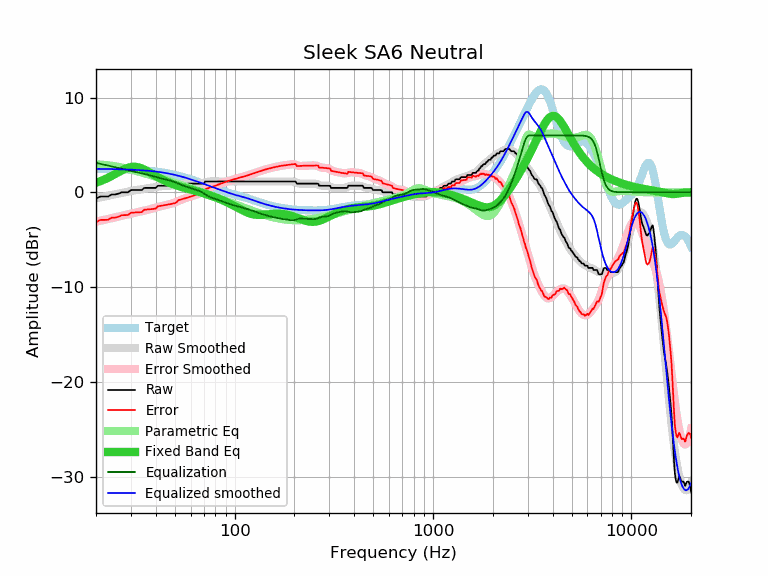 Sleek SA6 Neutral
Amplitude (dBr)
10
0
−10
−20
−30
Target
Raw Smoothed
Error Smoothed
Raw
Error
Parametric Eq
Fixed Band Eq
Equalization
Equalized smoothed
100
1000
10000
Frequency (Hz)